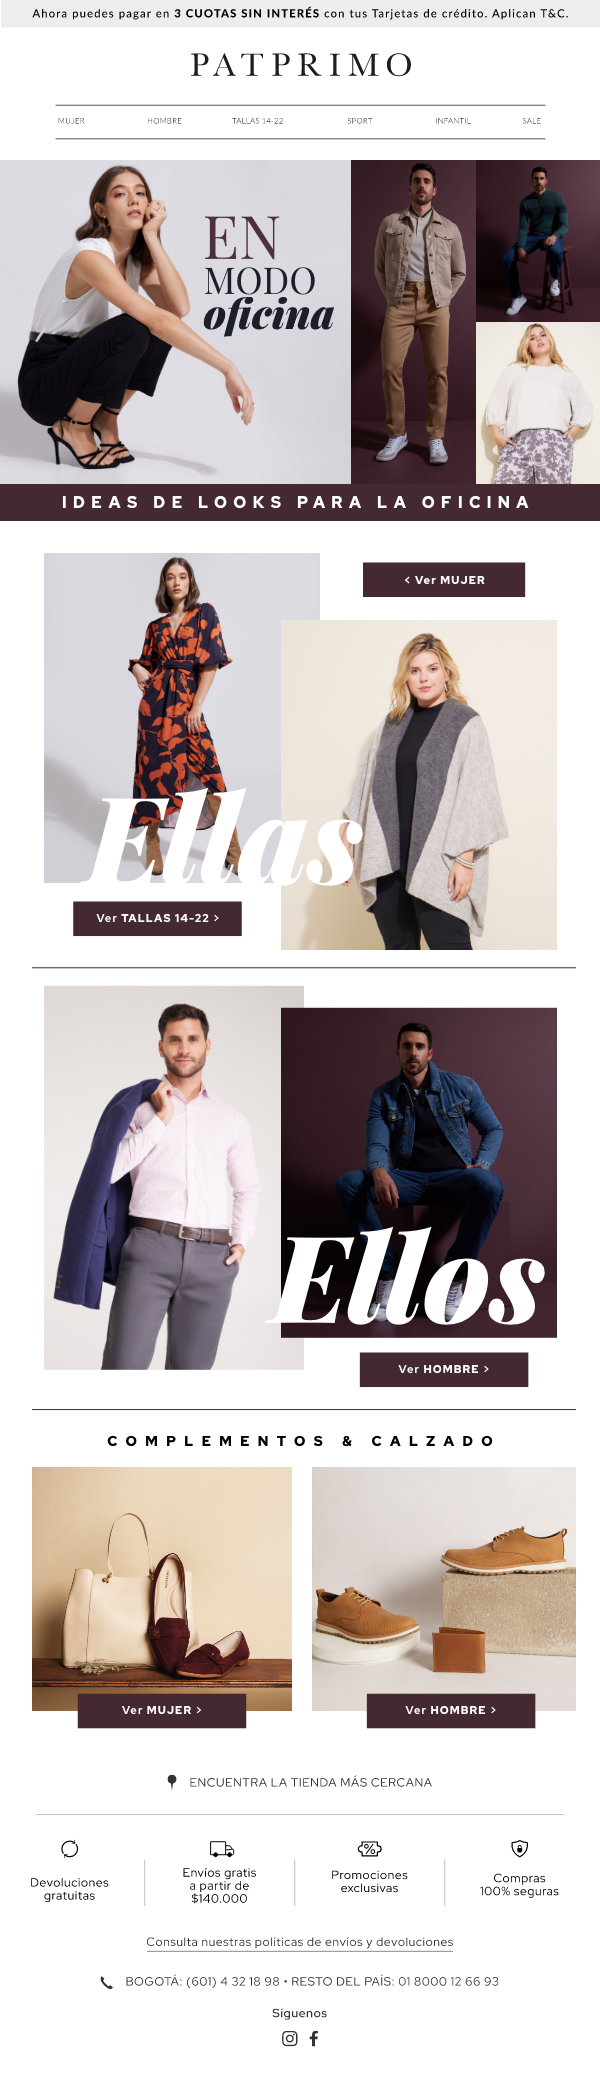 Ahora puedes pagar en 3 CUOTAS SIN INTERÉS con tus Tarjetas de crédito. Aplican T&C.
PATPRIMO
MUJER HOMBRE TALLAS 14-22 SPORT INFANTIL SALE
EN
MODO
oficina
IDEAS DE LOOKS PARA LA OFICINA
< Ver MUJER
Ellas
Ver TALLAS 14-22 >
Ellos
Ver HOMBRE >
COMPLEMENTOS & CALZADO
Ver MUJER >
Ver HOMBRE >
ENCUENTRA LA TIENDA MÁS CERCANA
Devoluciones
gratuitas
Envíos gratis
a partir de
$140.000
Promociones
exclusivas
Compras
100% seguras
Consulta nuestras políticas de envíos y devoluciones
BOGOTÁ: (601) 4 32 18 98 • RESTO DEL PAÍS: 01 8000 12 66 93
Síguenos